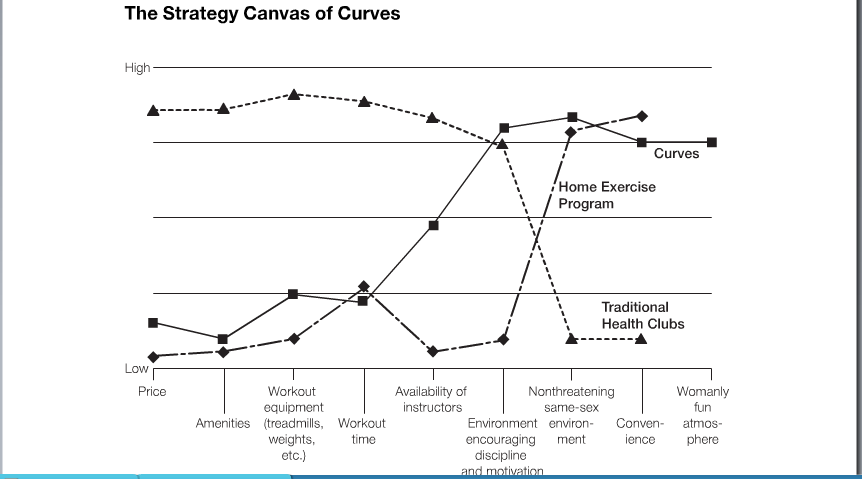 The Strategy Canvas of Curves
High
Curves
Home Exercise
Program
Traditional
Health Clubs
Low
Price
Amenities
Workout
equipment
(treadmills,
weights,
etc.)
Workout
time
Availability of
instructors
Environment
encouraging
discipline
and motivation
Nonthreatening
same-sex
environ-
ment
Conven-
ience
Womanly
fun
atmos-
phere